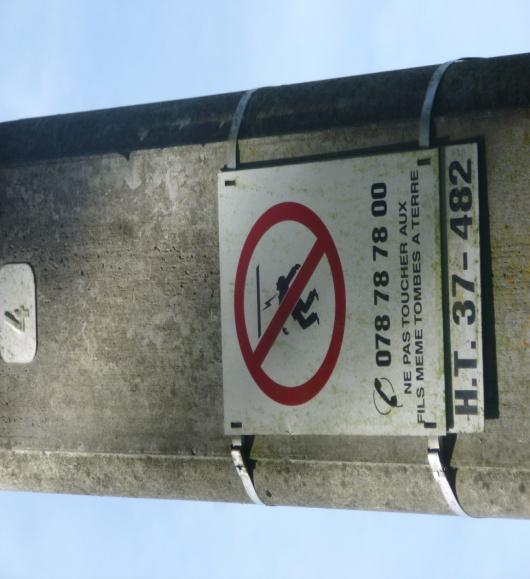 4
078 78 78 00
NE PAS TOUCHER AUX
FILS MEME TOMBES A TERRE
H.T. 37-482